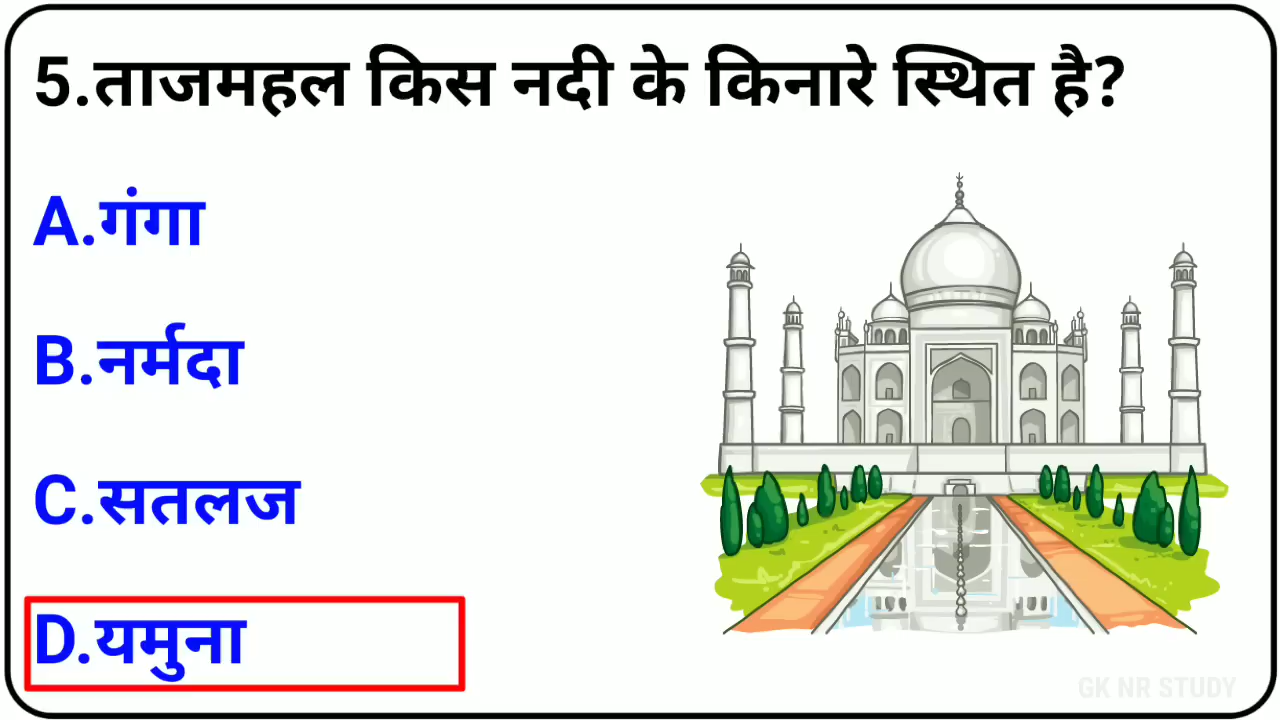 5.ताजमहल किस नदी के किनारे स्थित है?
A.गंगा
B.नर्मदा
C.सतलज
D.यमुना
GK NR STUDY